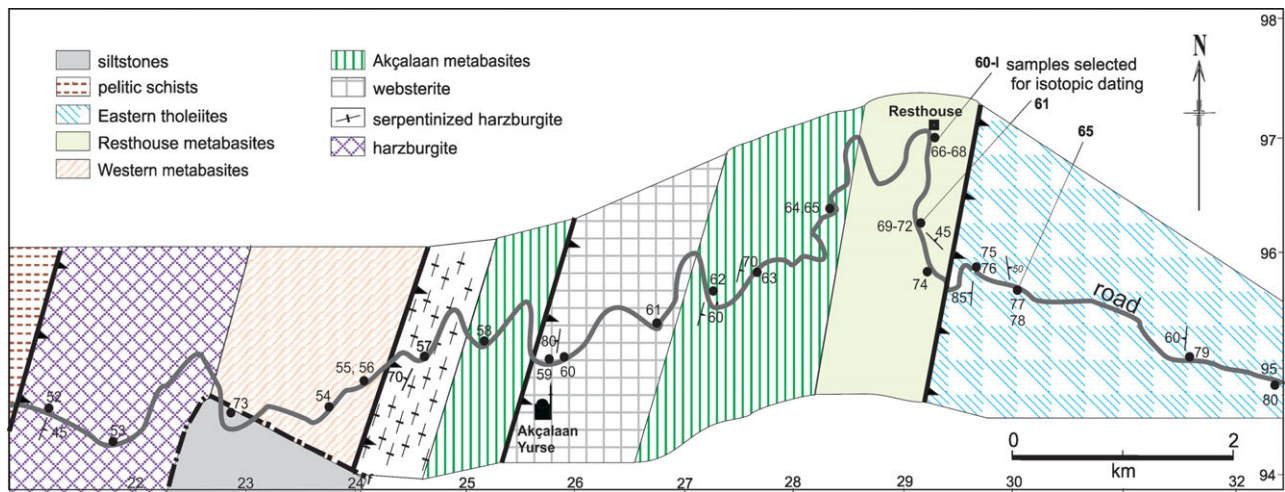 98
siltstones
pelitic schists
Eastern tholeiites
Resthouse metabasites
Western metabasites
harzburgite
Akçalaan metabasites
websterite
serpentinized harzburgite
harzburgite
60-I samples selected
for isotopic dating
61
65
N
Resthouse
97
66-68
64 65
69-72
45
70
62
63
60
74
75
76
50
85
77
78
road
60
79
95
80
61
58
80
59
60
57
55, 56
70
54
73
52
45
53
Akçalaan
Yurse
0
2
km
22
23
24
25
26
27
28
29
30
32
94